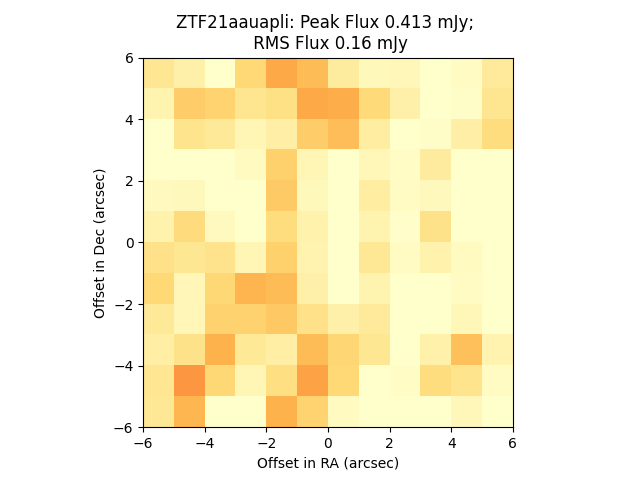 ZTF21aauapli: Peak Flux 0.413 mJy;
RMS Flux 0.16 mJy
6
4
2
0
−2
−4
−6
Offset in Dec (arcsec)
−6 −4 −2 0 2 4 6
Offset in RA (arcsec)